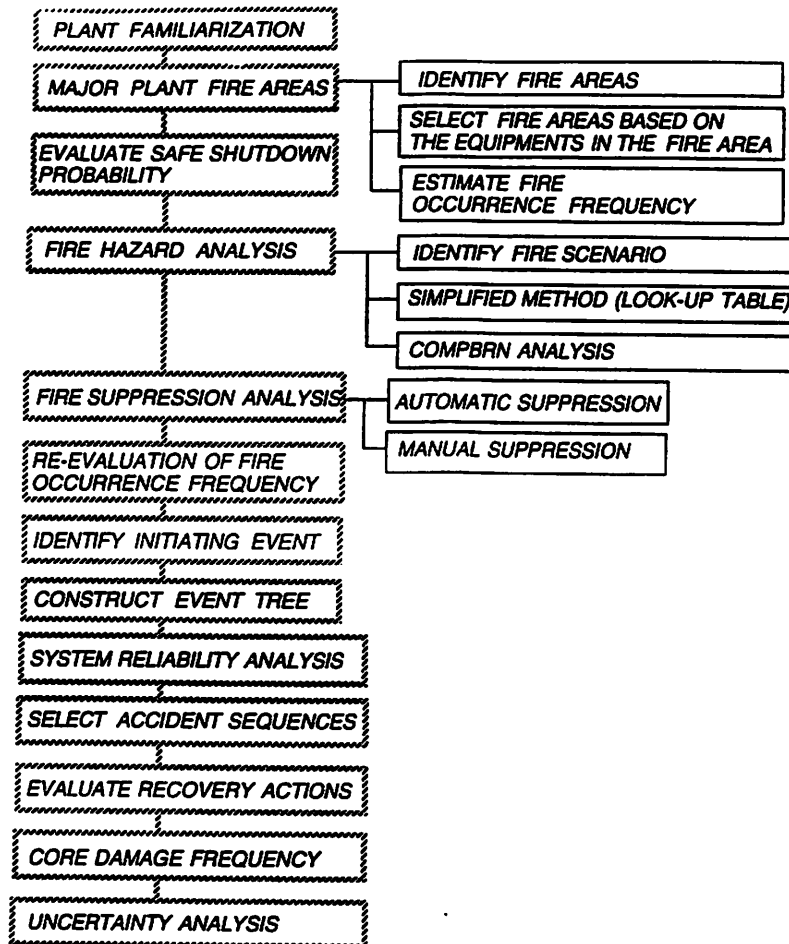 PLANT FAMILIARIZATION
MAJOR PLANT FIRE AREAS
IDENTIFY FIRE AREAS
SELECT FIRE AREAS BASED ON
THE EQUIPMENTS IN THE FIRE AREA
ESTIMATE FIRE
OCCURRENCE FREQUENCY
EVALUATE SAFE SHUTDOWN
PROBABILITY
FIRE HAZARD ANALYSIS
IDENTIFY FIRE SCENARIO
SIMPLIFIED METHOD (LOOK-UP TABLE)
COMPBRN ANALYSIS
FIRE SUPPRESSION ANALYSIS
AUTOMATIC SUPPRESSION
MANUAL SUPPRESSION
RE-EVALUATION OF FIRE
OCCURRENCE FREQUENCY
IDENTIFY INITIATING EVENT
CONSTRUCT EVENT TREE
SYSTEM RELIABILITY ANALYSIS
SELECT ACCIDENT SEQUENCES
EVALUATE RECOVERY ACTIONS
CORE DAMAGE FREQUENCY
UNCERTAINTY ANALYSIS